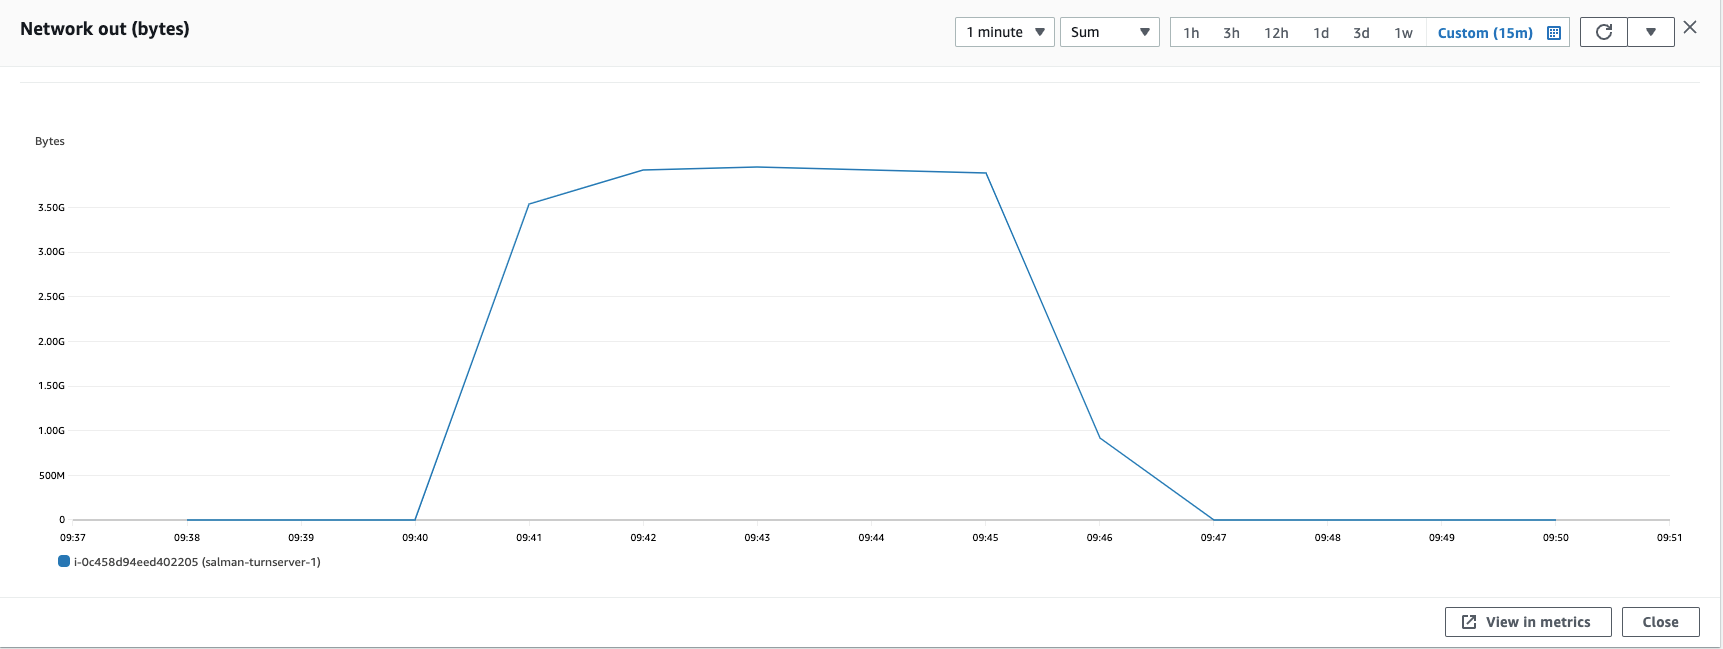 Network out (bytes)
1 minute Sum 1h 3h 12h 1d 3d 1w Custom (15m)
Bytes
3.50G
3.00G
2.50G
2.00G
1.50G
1.00G
500M
0
09:37 09:38 09:39 09:40 09:41 09:42 09:43 09:44 09:45 09:46 09:47 09:48 09:49 09:50 09:51
i-0c458d94eed402205 (salman-turnserver-1)
View in metrics Close